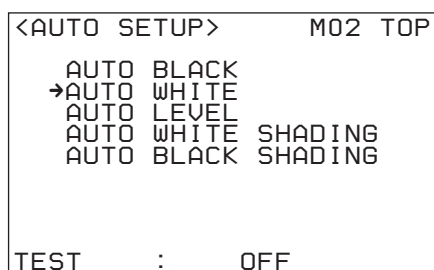 <AUTO SETUP> M02 TOP
AUTO BLACK
→AUTO WHITE
AUTO LEVEL
AUTO WHITE SHADING
AUTO BLACK SHADING
TEST : OFF